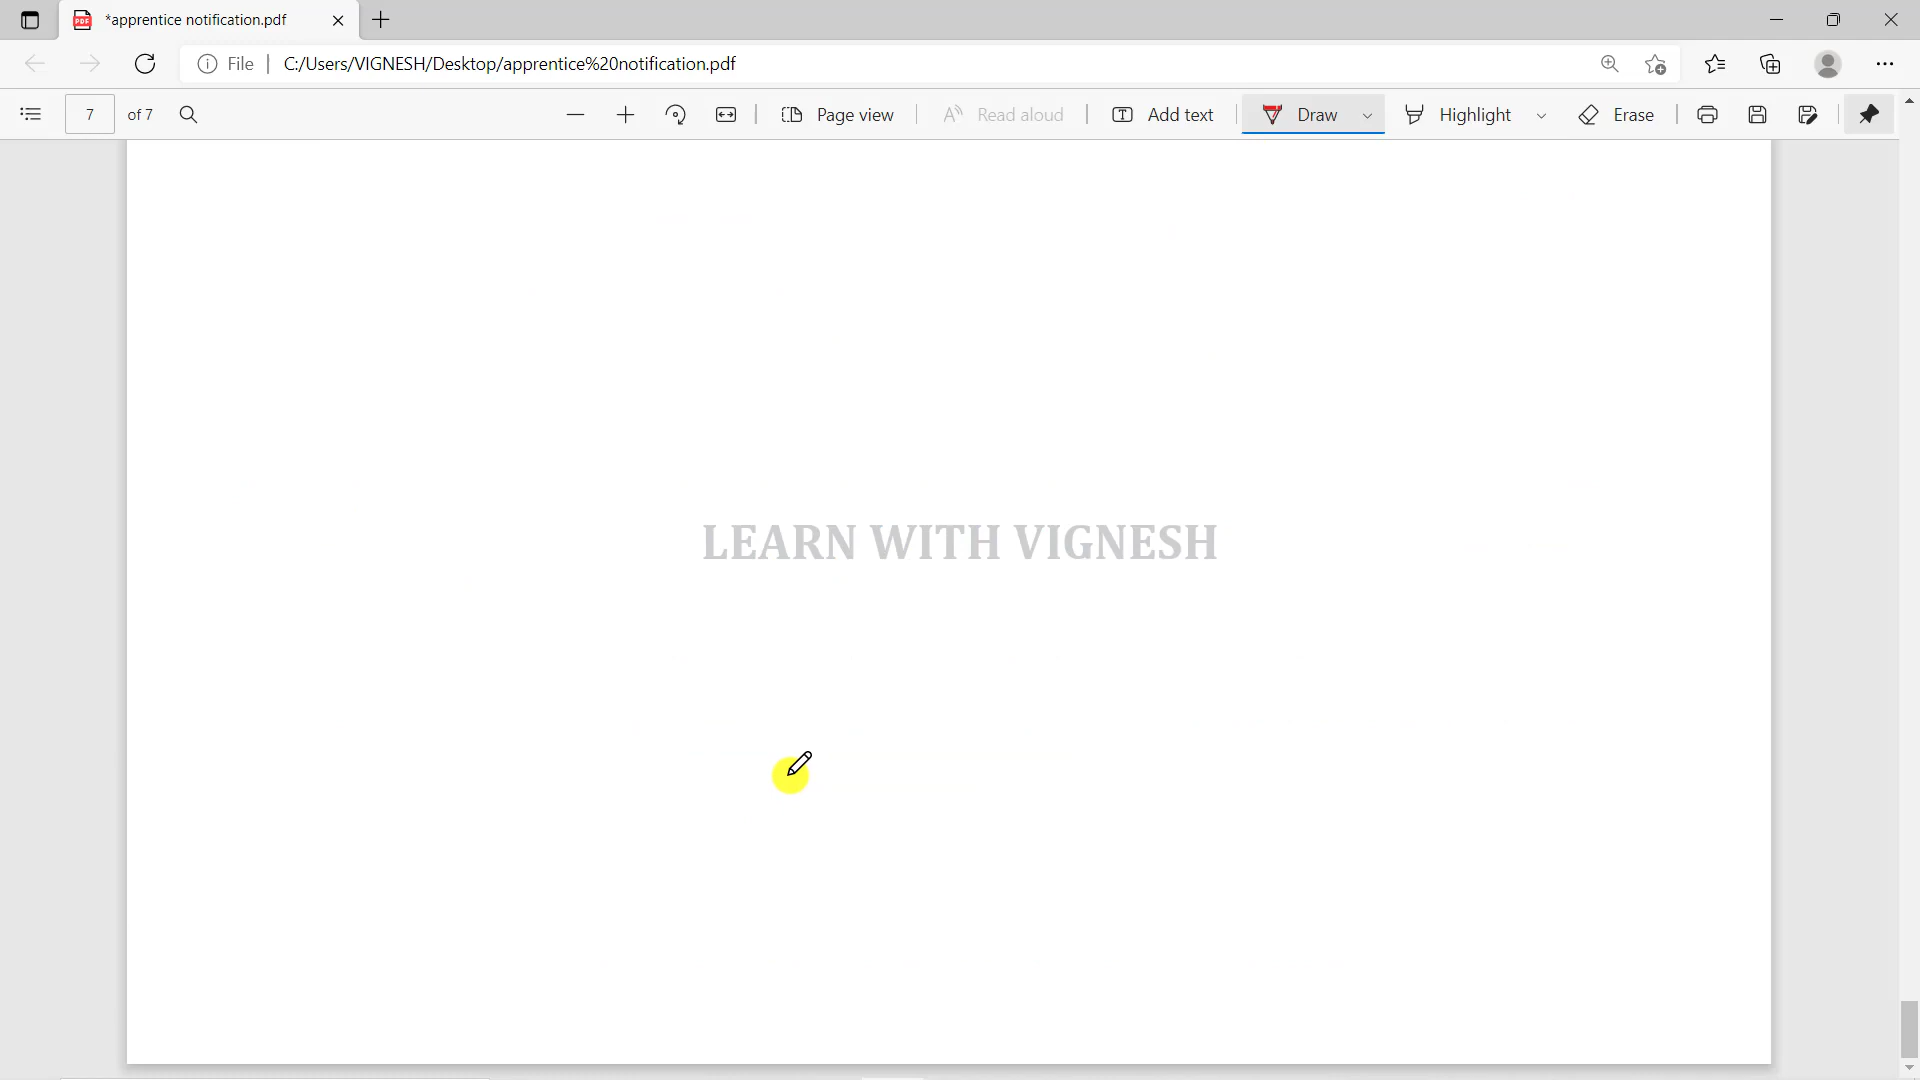 *apprentice notification.pdf
File C:/Users/VIGNESH/Desktop/apprentice%20notification.pdf
7 of 7 Page view Read aloud Add text Draw Highlight Erase
LEARN WITH VIGNESH